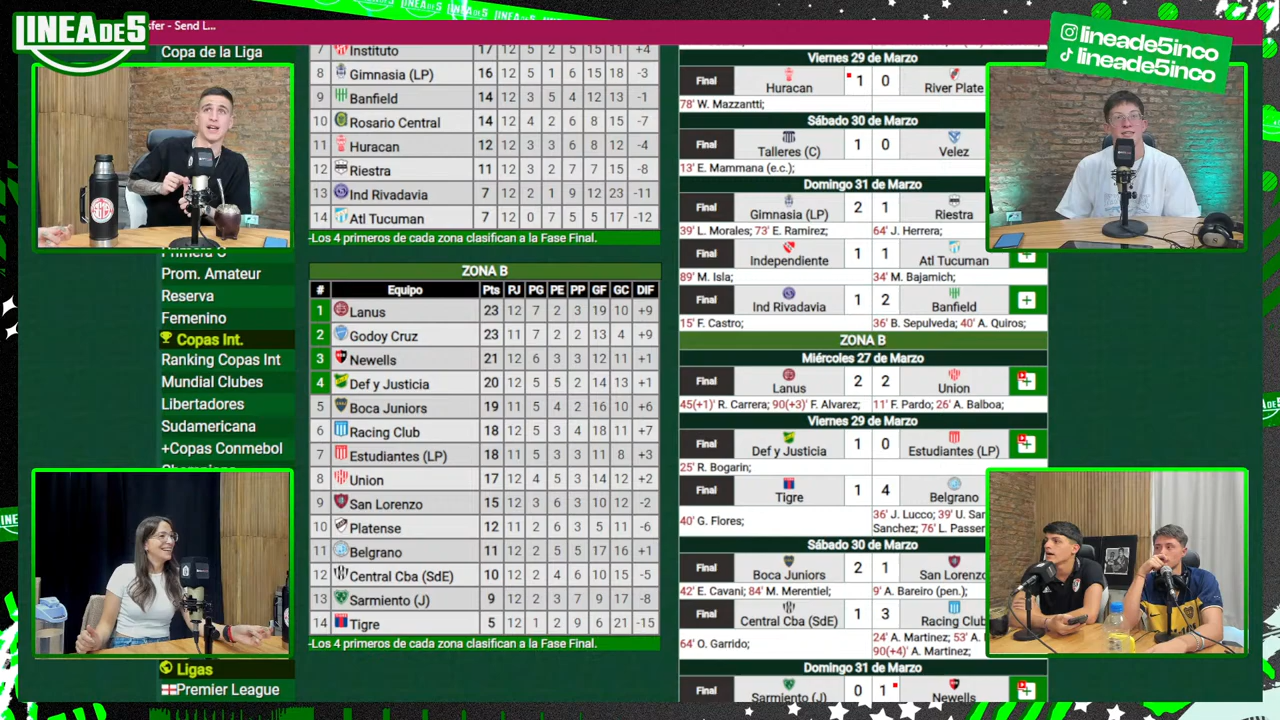 LINEA DE 5
sfer - Send L...
lineade5inco
lineade5inco
Copa de la Liga
Prom. Amateur
Reserva
Femenino
Copas Int.
Ranking Copas Int
Mundial Clubes
Libertadores
Sudamericana
+Copas Conmebol
Ligas
Premier League
7 Instituto 17 12 5 2 5 15 11 +4
8 Gimnasia (LP) 16 12 5 1 6 15 18 -3
9 Banfield 14 12 3 5 4 12 13 -1
10 Rosario Central 14 12 4 2 6 8 15 -7
11 Huracan 12 12 3 3 6 8 12 -4
12 Riestra 11 12 3 2 7 7 15 -8
13 Ind Rivadavia 7 12 2 1 9 12 23 -11
14 Atl Tucuman 7 12 0 7 5 5 17 -12
-Los 4 primeros de cada zona clasifican a la Fase Final.
ZONA B
# Equipo Pts PJ PG PE PP GF GC DIF
1 Lanus 23 12 7 2 3 19 10 +9
2 Godoy Cruz 23 11 7 2 2 13 4 +9
3 Newells 21 12 6 3 3 12 11 +1
4 Def y Justicia 20 12 5 5 2 14 13 +1
5 Boca Juniors 19 12 5 4 2 16 10 +6
6 Racing Club 18 12 5 3 4 18 11 +7
7 Estudiantes (LP) 18 11 5 3 3 11 8 +3
8 Union 17 12 4 5 3 14 12 +2
9 San Lorenzo 15 12 3 6 3 10 12 -2
10 Platense 12 11 2 6 3 5 11 -6
11 Belgrano 11 12 2 5 5 17 16 +1
12 Central Cba (SdE) 10 12 2 4 6 10 15 -5
13 Sarmiento (J) 9 12 2 3 7 9 17 -8
14 Tigre 5 12 1 2 9 6 21 -15
-Los 4 primeros de cada zona clasifican a la Fase Final.
Viernes 29 de Marzo
Final Huracan 1 0 River Plate
78' W. Mazzantti;
Sábado 30 de Marzo
Final Talleres (C) 1 0 Velez
13' E. Mammana (e.c.);
Domingo 31 de Marzo
Final Gimnasia (LP) 2 1 Riestra
39' L. Morales; 73' E. Ramirez; 64' J. Herrera;
Final Independiente 1 1 Atl Tucuman
89' M. Isla; 34' M. Bajamich;
Final Ind Rivadavia 1 2 Banfield
15' F. Castro; 36' B. Sepulveda; 40' A. Quiros;
ZONA B
Miércoles 27 de Marzo
Final Lanus 2 2 Union
45(+1)' R. Carrera; 90(+3)' F. Alvarez; 11' F. Pardo; 26' A. Balboa;
Viernes 29 de Marzo
Final Def y Justicia 1 0 Estudiantes (LP)
25' R. Bogarin;
Final Tigre 1 4 Belgrano
40' G. Flores; 36' J. Lucco; 39' U. San
Sanchez; 76' L. Passer
Sábado 30 de Marzo
Final Boca Juniors 2 1 San Lorenzo
42' E. Cavani; 84' M. Merentiel; 9' A. Bareiro (pen.);
Final Central Cba (SdE) 1 3 Racing Club
64' O. Garrido; 24' A. Martinez; 53' A.
90(+4)' A. Martinez;
Domingo 31 de Marzo
Final Sarmiento (J) 0 1 Newells